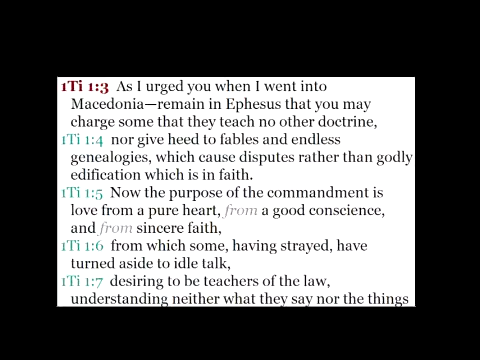 1Ti 1:3 As I urged you when I went into
Macedonia—remain in Ephesus that you may
charge some that they teach no other doctrine,
1Ti 1:4 nor give heed to fables and endless
genealogies, which cause disputes rather than godly
edification which is in faith.
1Ti 1:5 Now the purpose of the commandment is
love from a pure heart, from a good conscience,
and from sincere faith,
1Ti 1:6 from which some, having strayed, have
turned aside to idle talk,
1Ti 1:7 desiring to be teachers of the law,
understanding neither what they say nor the things